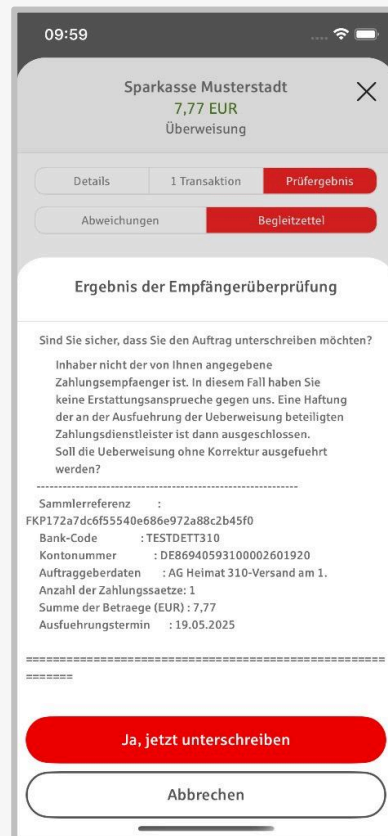 09:59
Sparkasse Musterstadt
7,77 EUR
Überweisung
Details 1 Transaktion Prüfergebnis
Abweichungen Begleitzettel
Ergebnis der Empfängerüberprüfung
Sind Sie sicher, dass Sie den Auftrag unterschreiben möchten?
Inhaber nicht der von Ihnen angegebene
Zahlungsempfaenger ist. In diesem Fall haben Sie
keine Erstattungsansprueche gegen uns. Eine Haftung
der an der Ausfuehrung der Ueberweisung beteiligten
Zahlungsdienstleister ist dann ausgeschlossen.
Soll die Ueberweisung ohne Korrektur ausgefuehrt
werden?
------------------------------------------------------------
Sammlerreferenz :
FKP172a7dc6f55540e686e972a88c2b45f0
Bank-Code : TESTDETT310
Kontonummer : DE86940593100002601920
Auftraggeberdaten : AG Heimat 310-Versand am 1.
Anzahl der Zahlungssaetze: 1
Summe der Betraege (EUR) : 7,77
Ausfuehrungstermin : 19.05.2025
=====================================================
=======
Ja, jetzt unterschreiben
Abbrechen